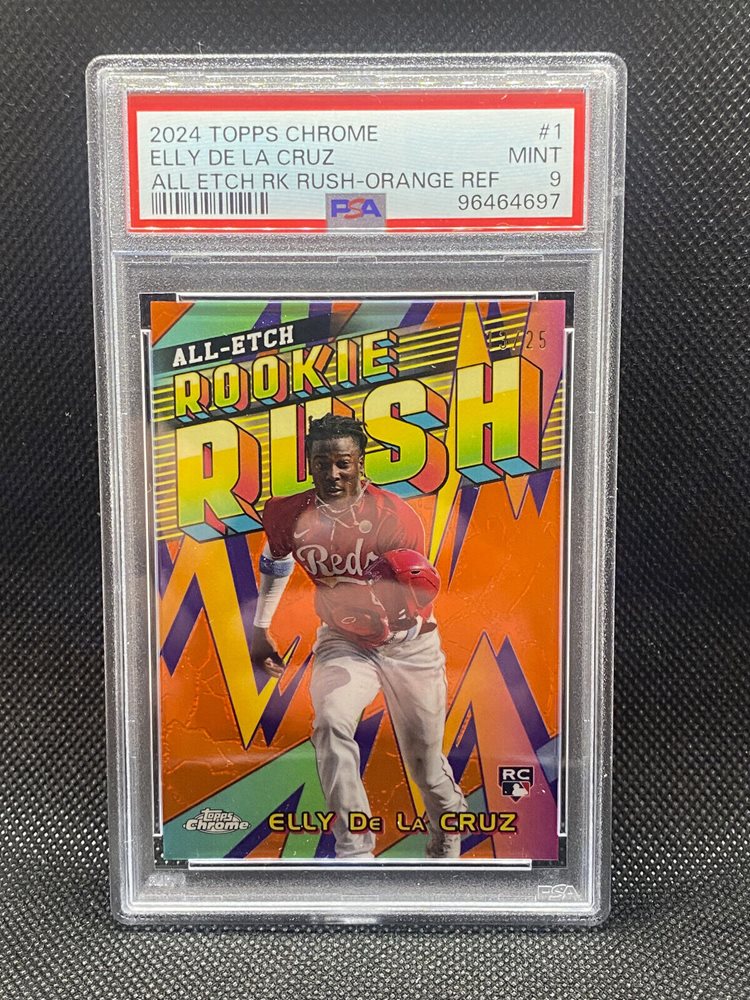 2024 TOPPS CHROME #1
ELLY DE LA CRUZ MINT
ALL ETCH RK RUSH-ORANGE REF 9
PSA 96464697
ALL-ETCH
ROOKIE
RUSH
Reds
RC
Topps
Chrome
ELLY DE LA CRUZ
PSA